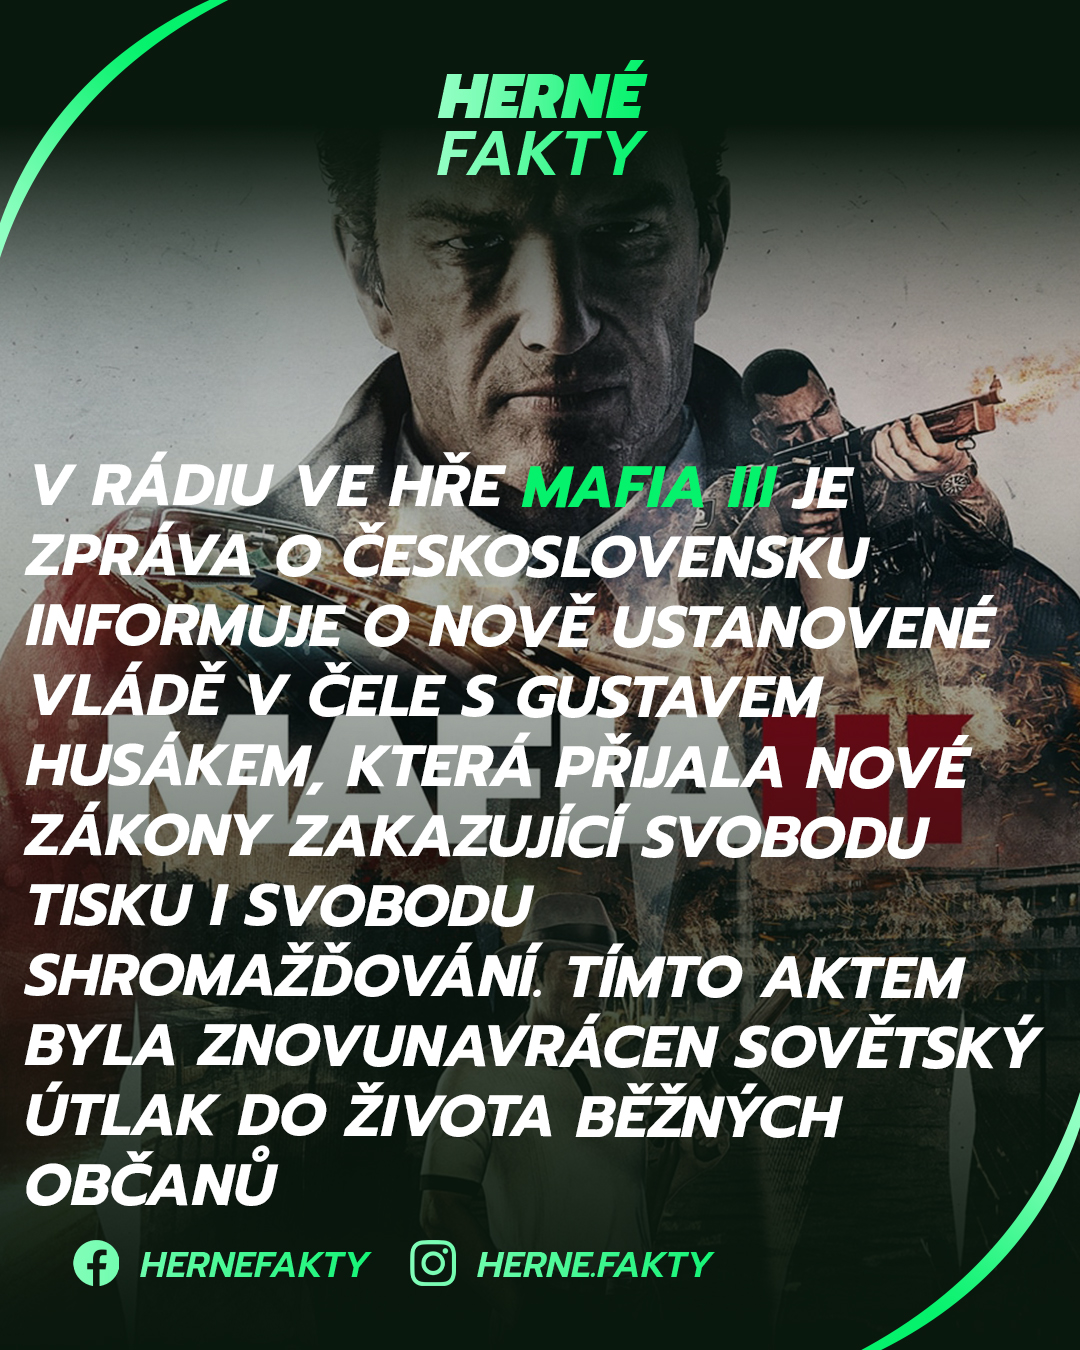 HERNÉ
FAKTY
V RÁDIU VE HŘE MAFIA III JE
ZPRÁVA O ČESKOSLOVENSKU
INFORMUJE O NOVĚ USTANOVENÉ
VLÁDĚ V ČELE S GUSTAVEM
MAFIA III
HUSÁKEM, KTERÁ PŘIJALA NOVÉ
ZÁKONY ZAKAZUJÍCÍ SVOBODU
TISKU I SVOBODU
SHROMAŽĎOVÁNÍ. TÍMTO AKTEM
BYLA ZNOVUNAVRÁCEN SOVĚTSKÝ
ÚTLAK DO ŽIVOTA BĚŽNÝCH
OBČANŮ
HERNEFAKTY HERNE.FAKTY